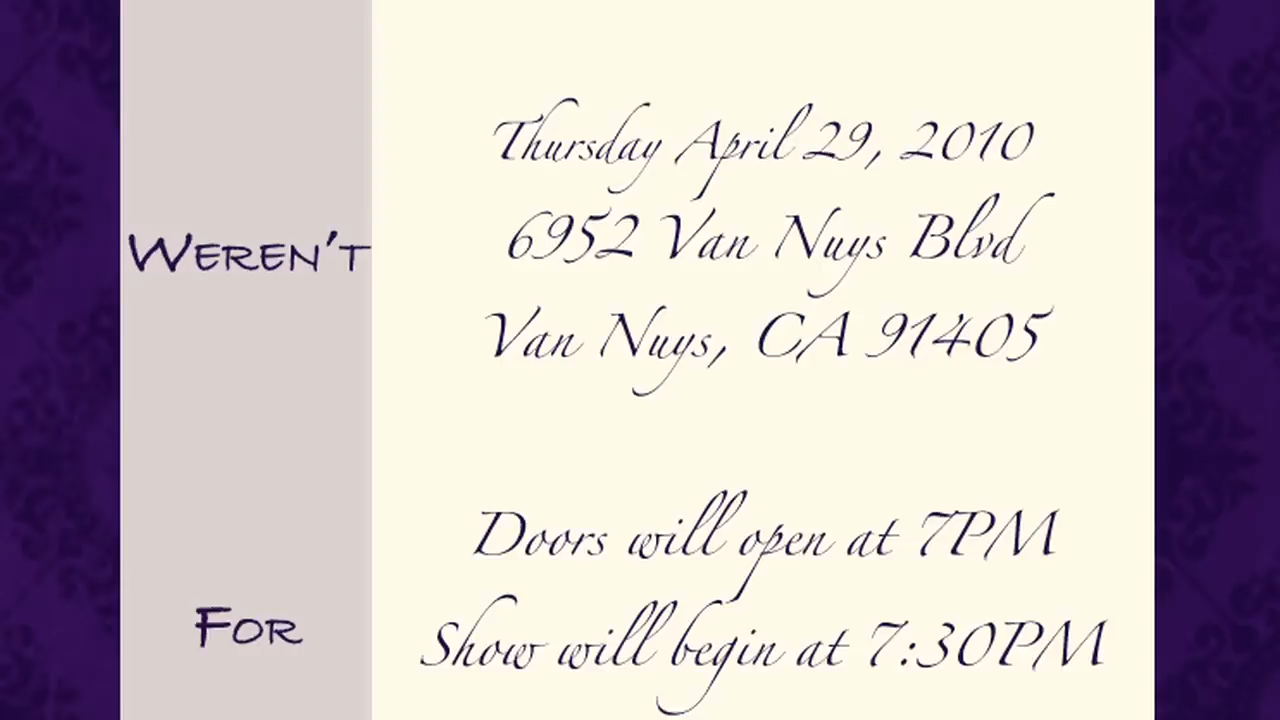 WEREN'T
FOR
Thursday April 29, 2010
6952 Van Nuys Blvd
Van Nuys, CA 91405
Doors will open at 7PM
Show will begin at 7:30PM